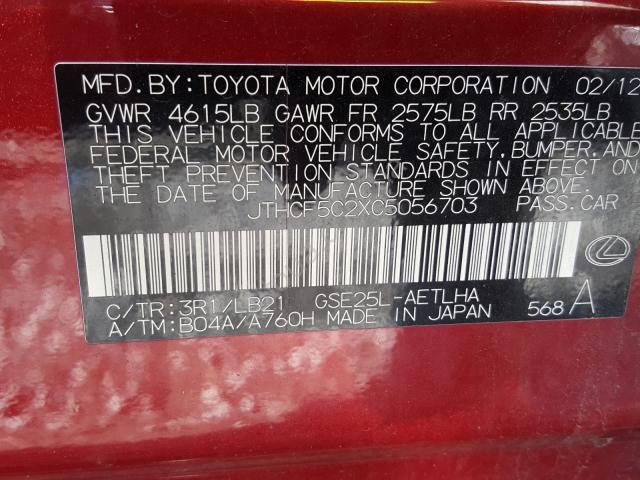 MFD.BY:TOYOTA MOTOR CORPORATION 02/12
GVWR 4615LB GAWR FR 2575LB RR 2535LB
THIS VEHICLE CONFORMS TO ALL APPLICABLE
FEDERAL MOTOR VEHICLE SAFETY,BUMPER,AND
THEFT PREVENTION STANDARDS IN EFFECT ON
THE DATE OF MANUFACTURE SHOWN ABOVE.
JTHCF5C2XC5056703 PASS.CAR
C/TR:3R1/LB21 GSE25L-AETLHA
A/TM:B04A/A760H MADE IN JAPAN 568 A